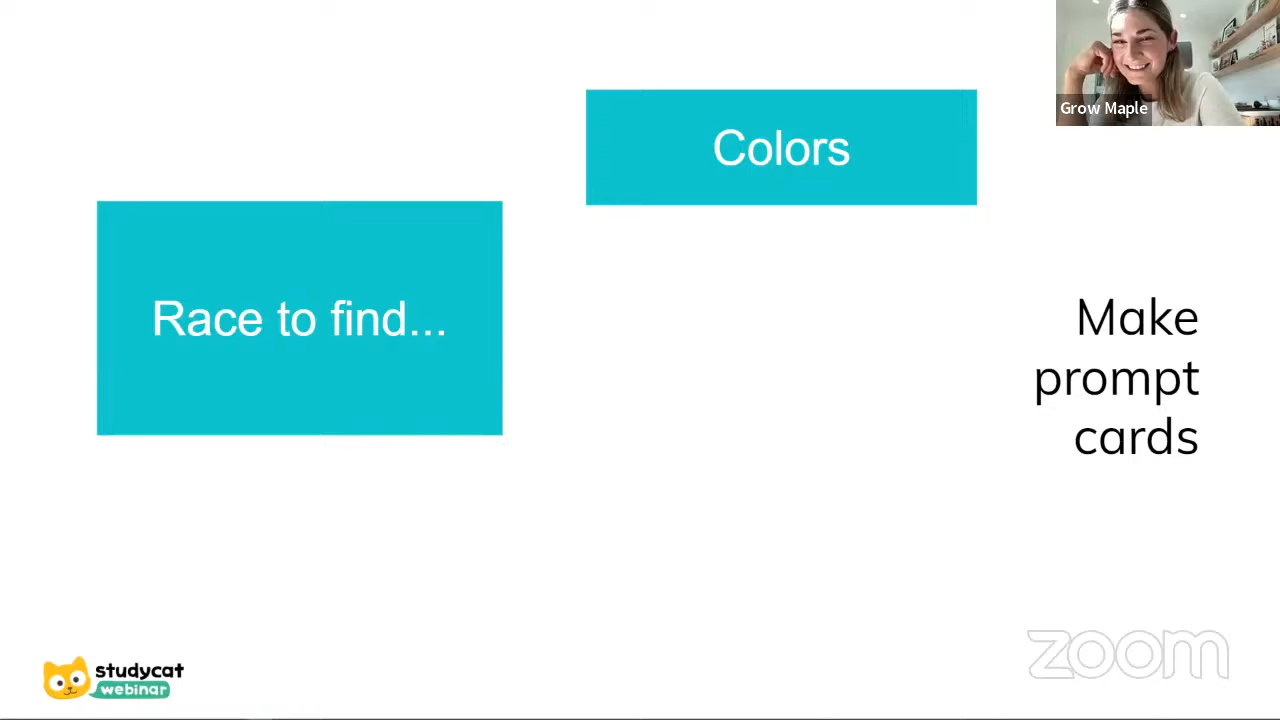 Grow Maple
Colors
Race to find...
Make
prompt
cards
studycat
webinar
zoom